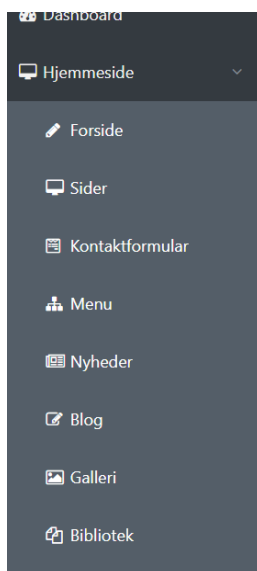 Dashboard
Hjemmeside
Forside
Sider
Kontaktformular
Menu
Nyheder
Blog
Galleri
Bibliotek